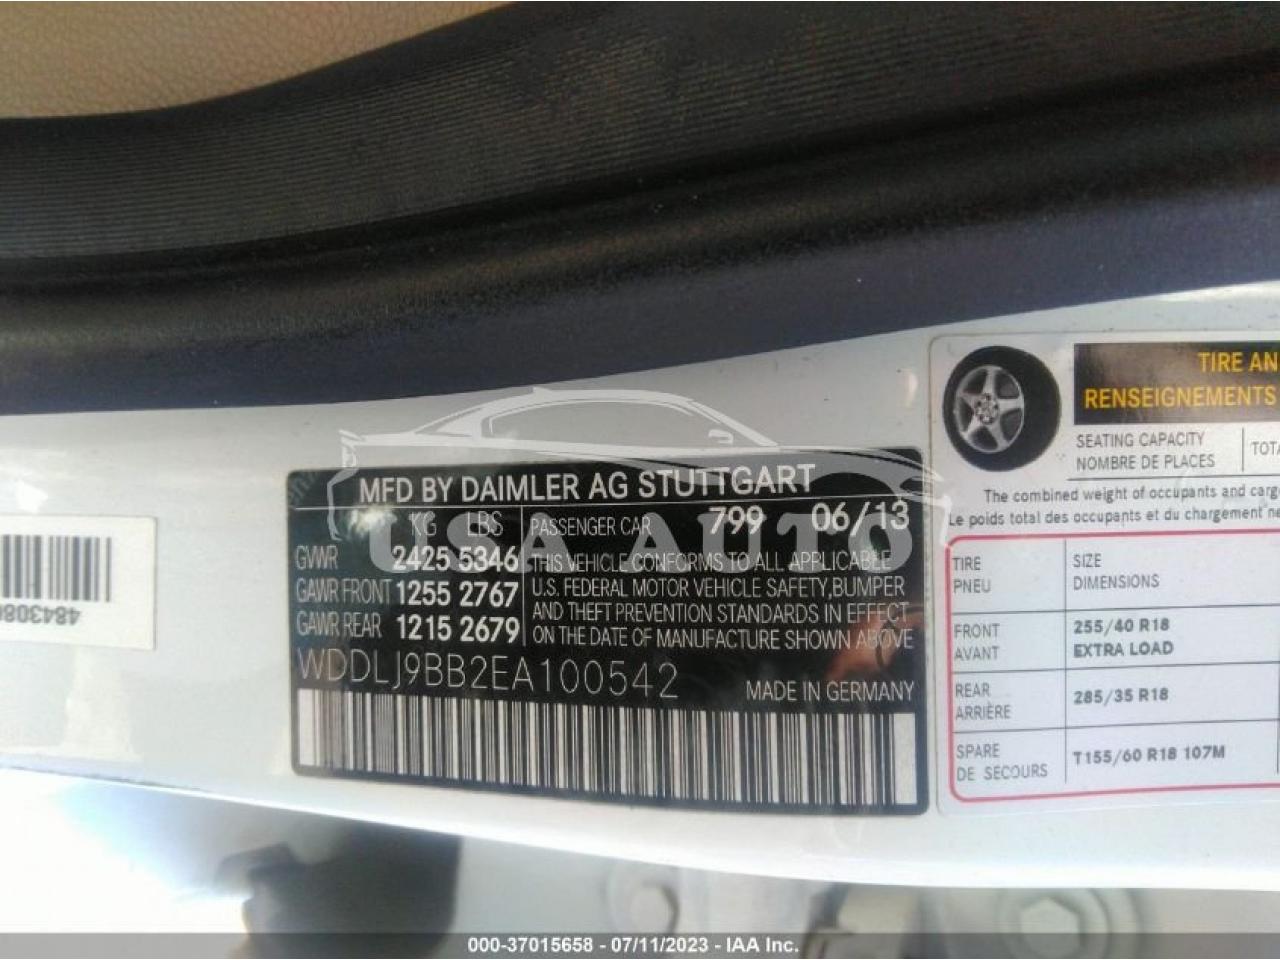 MFD BY DAIMLER AG STUTTGART
KG LBS PASSENGER CAR 799 06/13
GVWR 2425 5346 THIS VEHICLE CONFORMS TO ALL APPLICABLE
GAWR FRONT 1255 2767 U.S. FEDERAL MOTOR VEHICLE SAFETY, BUMPER
GAWR REAR 1215 2679 AND THEFT PREVENTION STANDARDS IN EFFECT
ON THE DATE OF MANUFACTURE SHOWN ABOVE
WDDLJ9BB2EA100542 MADE IN GERMANY
USA AUTO
TIRE AN
RENSEIGNEMENTS
SEATING CAPACITY
NOMBRE DE PLACES
TOTA
The combined weight of occupants and carg
Le poids total des occupants et du chargement ne
TIRE SIZE
PNEU DIMENSIONS
FRONT 255/40 R18
AVANT EXTRA LOAD
REAR 285/35 R18
ARRIÈRE
SPARE T155/60 R18 107M
DE SECOURS
000-37015658 - 07/11/2023 - IAA Inc.